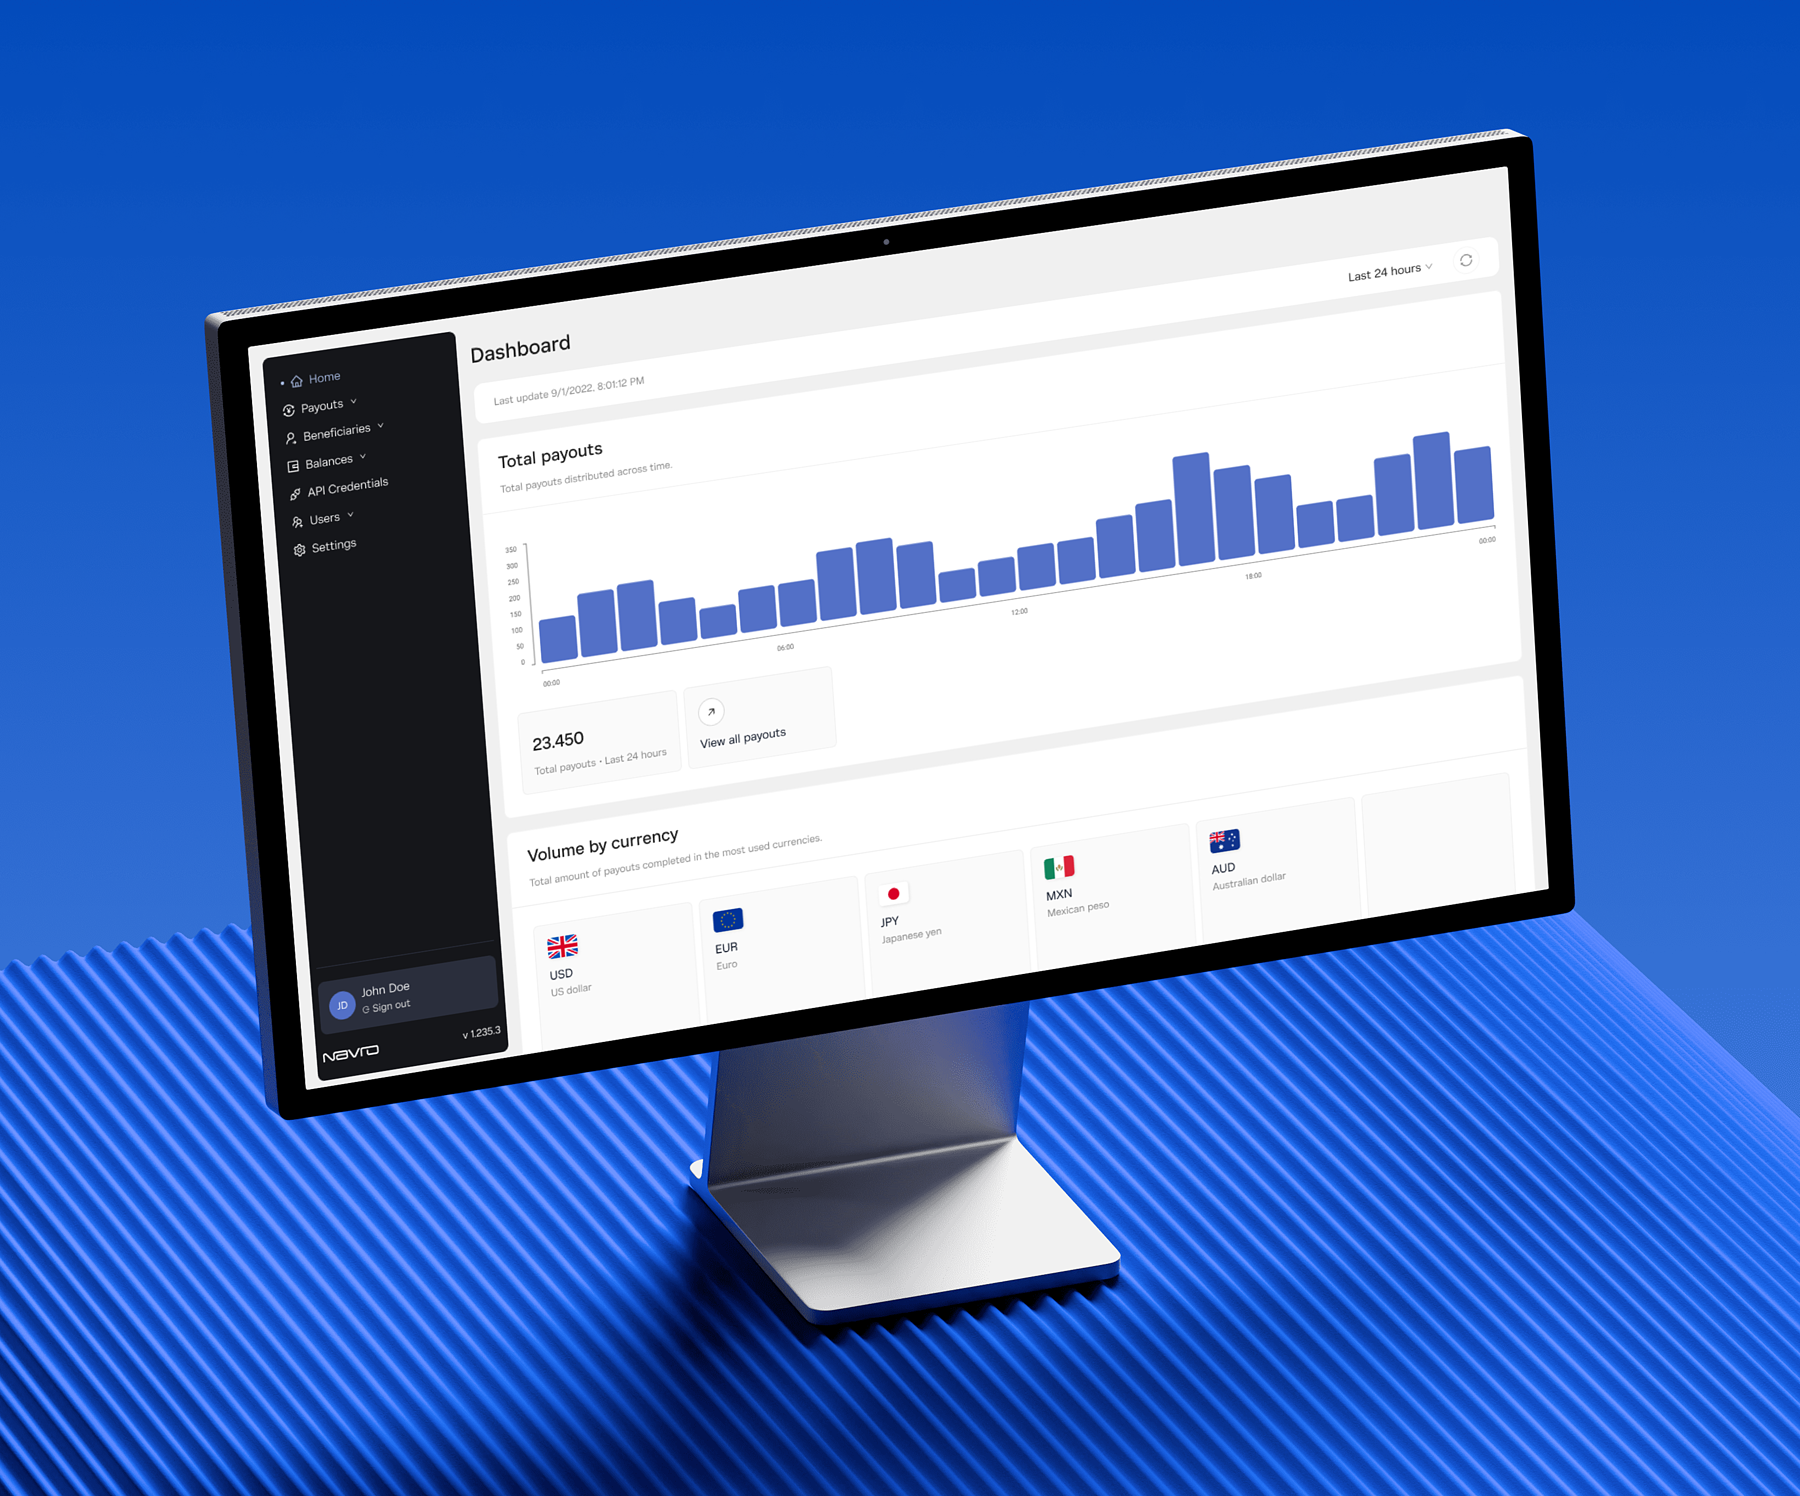 Home
Payouts
Beneficiaries
Balances
API Credentials
Users
Settings
John Doe
JD
Sign out
v 1.235.3
navro
Dashboard
Last update 9/1/2022, 8:01:12 PM
Last 24 hours
Total payouts
Total payouts distributed across time.
350
300
250
200
150
100
50
0
00:00
06:00
12:00
18:00
00:00
23.450
Total payouts • Last 24 hours
View all payouts
Volume by currency
Total amount of payouts completed in the most used currencies.
USD
US dollar
EUR
Euro
JPY
Japanese yen
MXN
Mexican peso
AUD
Australian dollar